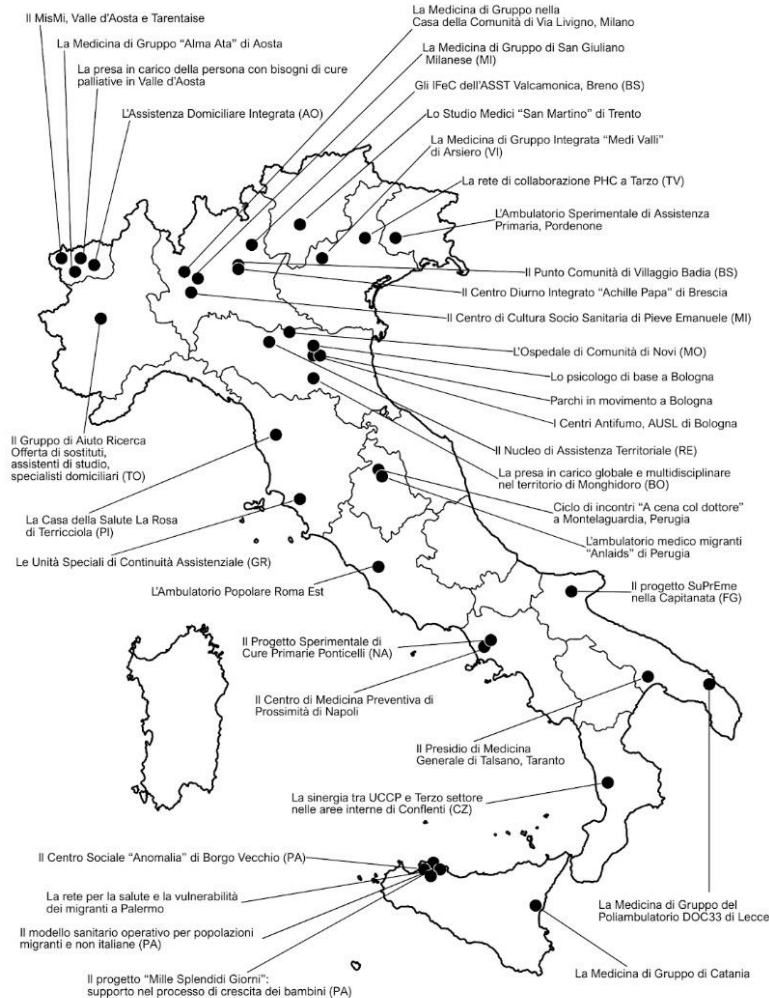 Il MisMi, Valle d'Aosta e Tarentaise
La Medicina di Gruppo "Alma Ata" di Aosta
La presa in carico della persona con bisogni di cure
palliative in Valle d'Aosta
L'Assistenza Domiciliare Integrata (AO)
La Medicina di Gruppo nella
Casa della Comunità di Via Livigno, Milano
La Medicina di Gruppo di San Giuliano
Milanese (MI)
Gli IFeC dell'ASST Valcamonica, Breno (BS)
Lo Studio Medici "San Martino" di Trento
La Medicina di Gruppo Integrata "Medi Valli"
di Arsiero (VI)
La rete di collaborazione PHC a Tarzo (TV)
L'Ambulatorio Sperimentale di Assistenza
Primaria, Pordenone
Il Punto Comunità di Villaggio Badia (BS)
Il Centro Diurno Integrato "Achille Papa" di Brescia
Il Centro di Cultura Socio Sanitaria di Pieve Emanuele (MI)
L'Ospedale di Comunità di Novi (MO)
Lo psicologo di base a Bologna
Parchi in movimento a Bologna
I Centri Antifumo, AUSL di Bologna
Il Nucleo di Assistenza Territoriale (RE)
La presa in carico globale e multidisciplinare
nel territorio di Monghidoro (BO)
Ciclo di incontri "A cena col dottore"
a Montelaguardia, Perugia
L'ambulatorio medico migranti
"Anlaids" di Perugia
Il Gruppo di Aiuto Ricerca
Offerta di sostituti,
assistenti di studio,
specialisti domiciliari (TO)
La Casa della Salute La Rosa
di Terricciola (PI)
Le Unità Speciali di Continuità Assistenziale (GR)
L'Ambulatorio Popolare Roma Est
Il progetto SuPrEme
nella Capitanata (FG)
Il Progetto Sperimentale di
Cure Primarie Ponticelli (NA)
Il Centro di Medicina Preventiva di
Prossimità di Napoli
Il Presidio di Medicina
Generale di Talsano, Taranto
La sinergia tra UCCP e Terzo settore
nelle aree interne di Conflenti (CZ)
Il Centro Sociale "Anomalia" di Borgo Vecchio (PA)
La rete per la salute e la vulnerabilità
dei migranti a Palermo
Il modello sanitario operativo per popolazioni
migranti e non italiane (PA)
Il progetto "Mille Splendidi Giorni":
supporto nel processo di crescita dei bambini (PA)
La Medicina di Gruppo del
Poliambulatorio DOC33 di Lecce
La Medicina di Gruppo di Catania